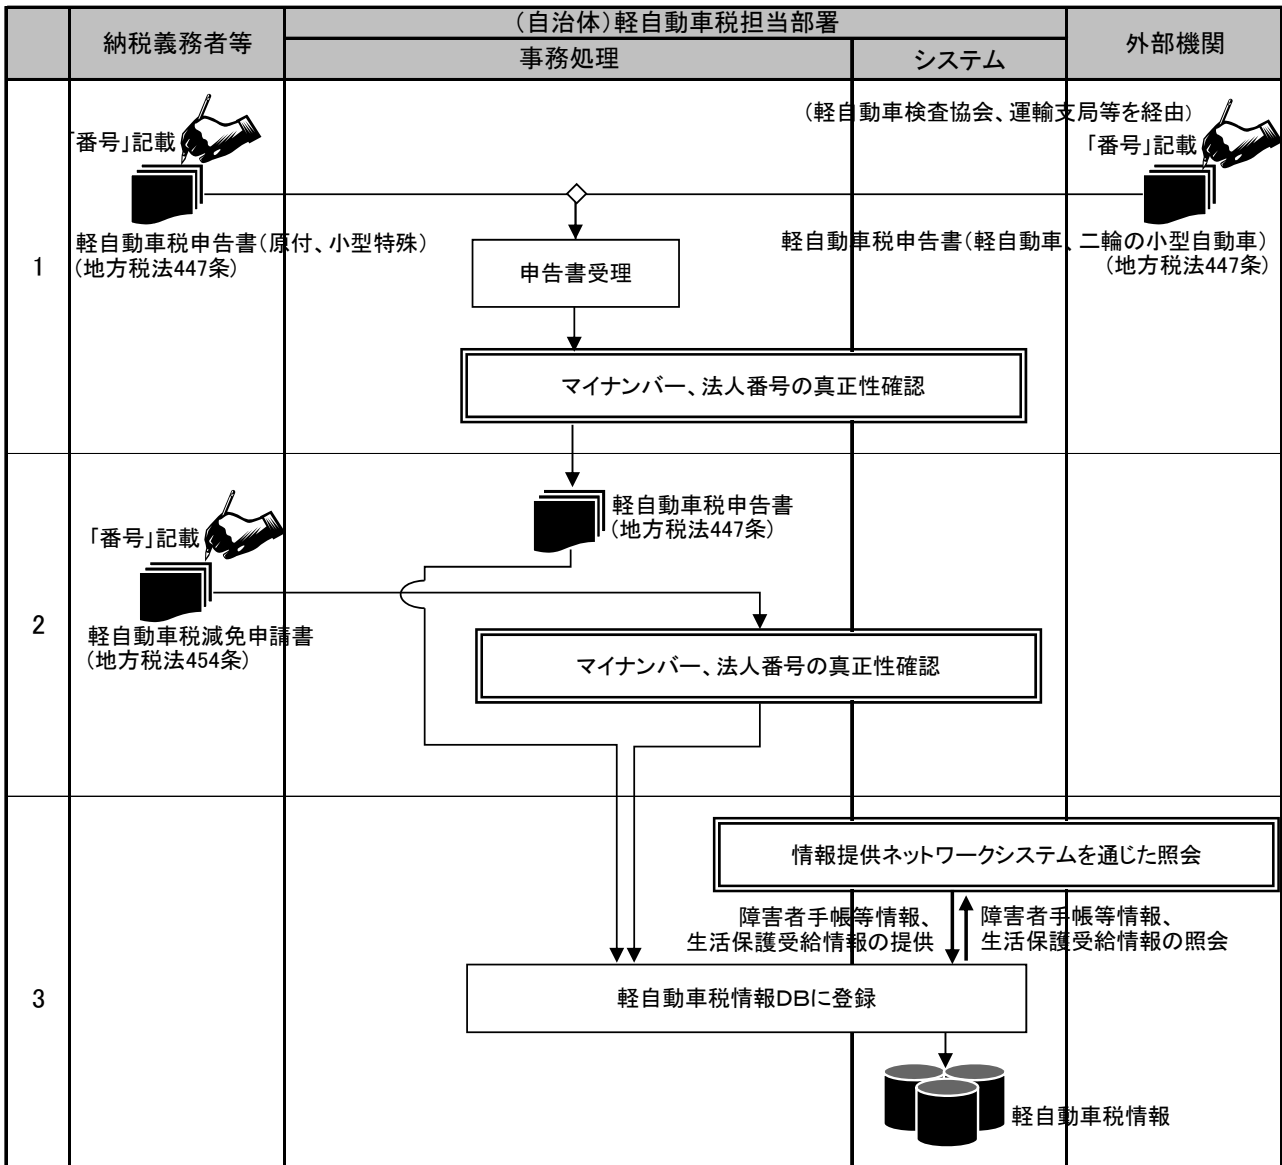 納税義務者等
(自治体)軽自動車税担当部署
事務処理
システム
外部機関
1
「番号」記載
軽自動車税申告書(原付、小型特殊)
(地方税法447条)
(軽自動車検査協会、運輸支局等を経由)
「番号」記載
軽自動車税申告書(軽自動車、二輪の小型自動車)
(地方税法447条)
申告書受理
マイナンバー、法人番号の真正性確認
2
軽自動車税申告書
(地方税法447条)
「番号」記載
軽自動車税減免申請書
(地方税法454条)
マイナンバー、法人番号の真正性確認
3
情報提供ネットワークシステムを通じた照会
障害者手帳等情報、
生活保護受給情報の提供
障害者手帳等情報、
生活保護受給情報の照会
軽自動車税情報DBに登録
軽自動車税情報